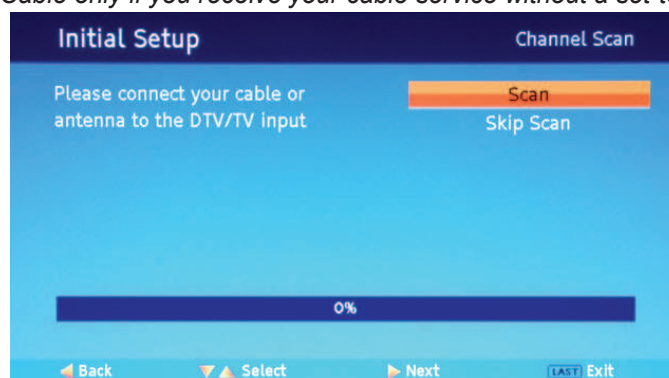 Cable only if you receive your cable service without a set t
Initial Setup
Channel Scan
Please connect your cable or
antenna to the DTV/TV input
Scan
Skip Scan
0%
Back Select Next LAST Exit